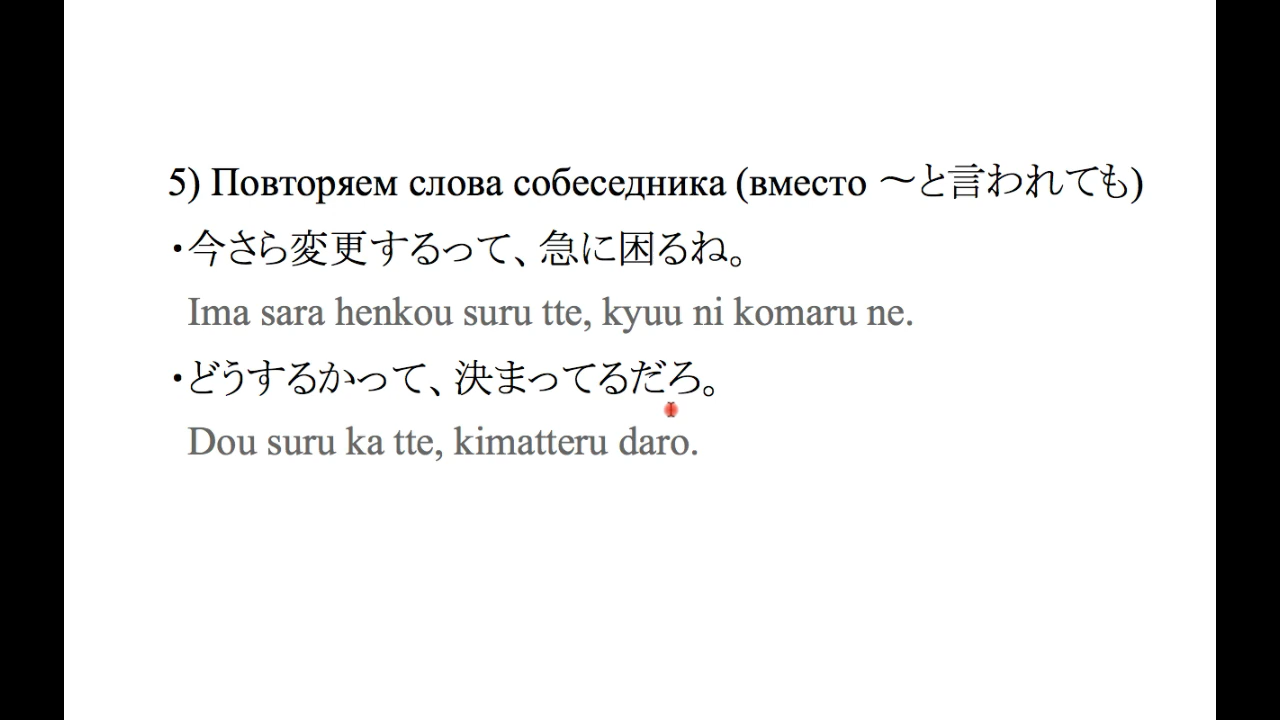 5) Повторяем слова собеседника (вместо 〜と言われても)
・今さら変更するって、急に困るね。
Ima sara henkou suru tte, kyuu ni komaru ne.
・どうするかって、決まってるだろ。
Dou suru ka tte, kimatteru daro.